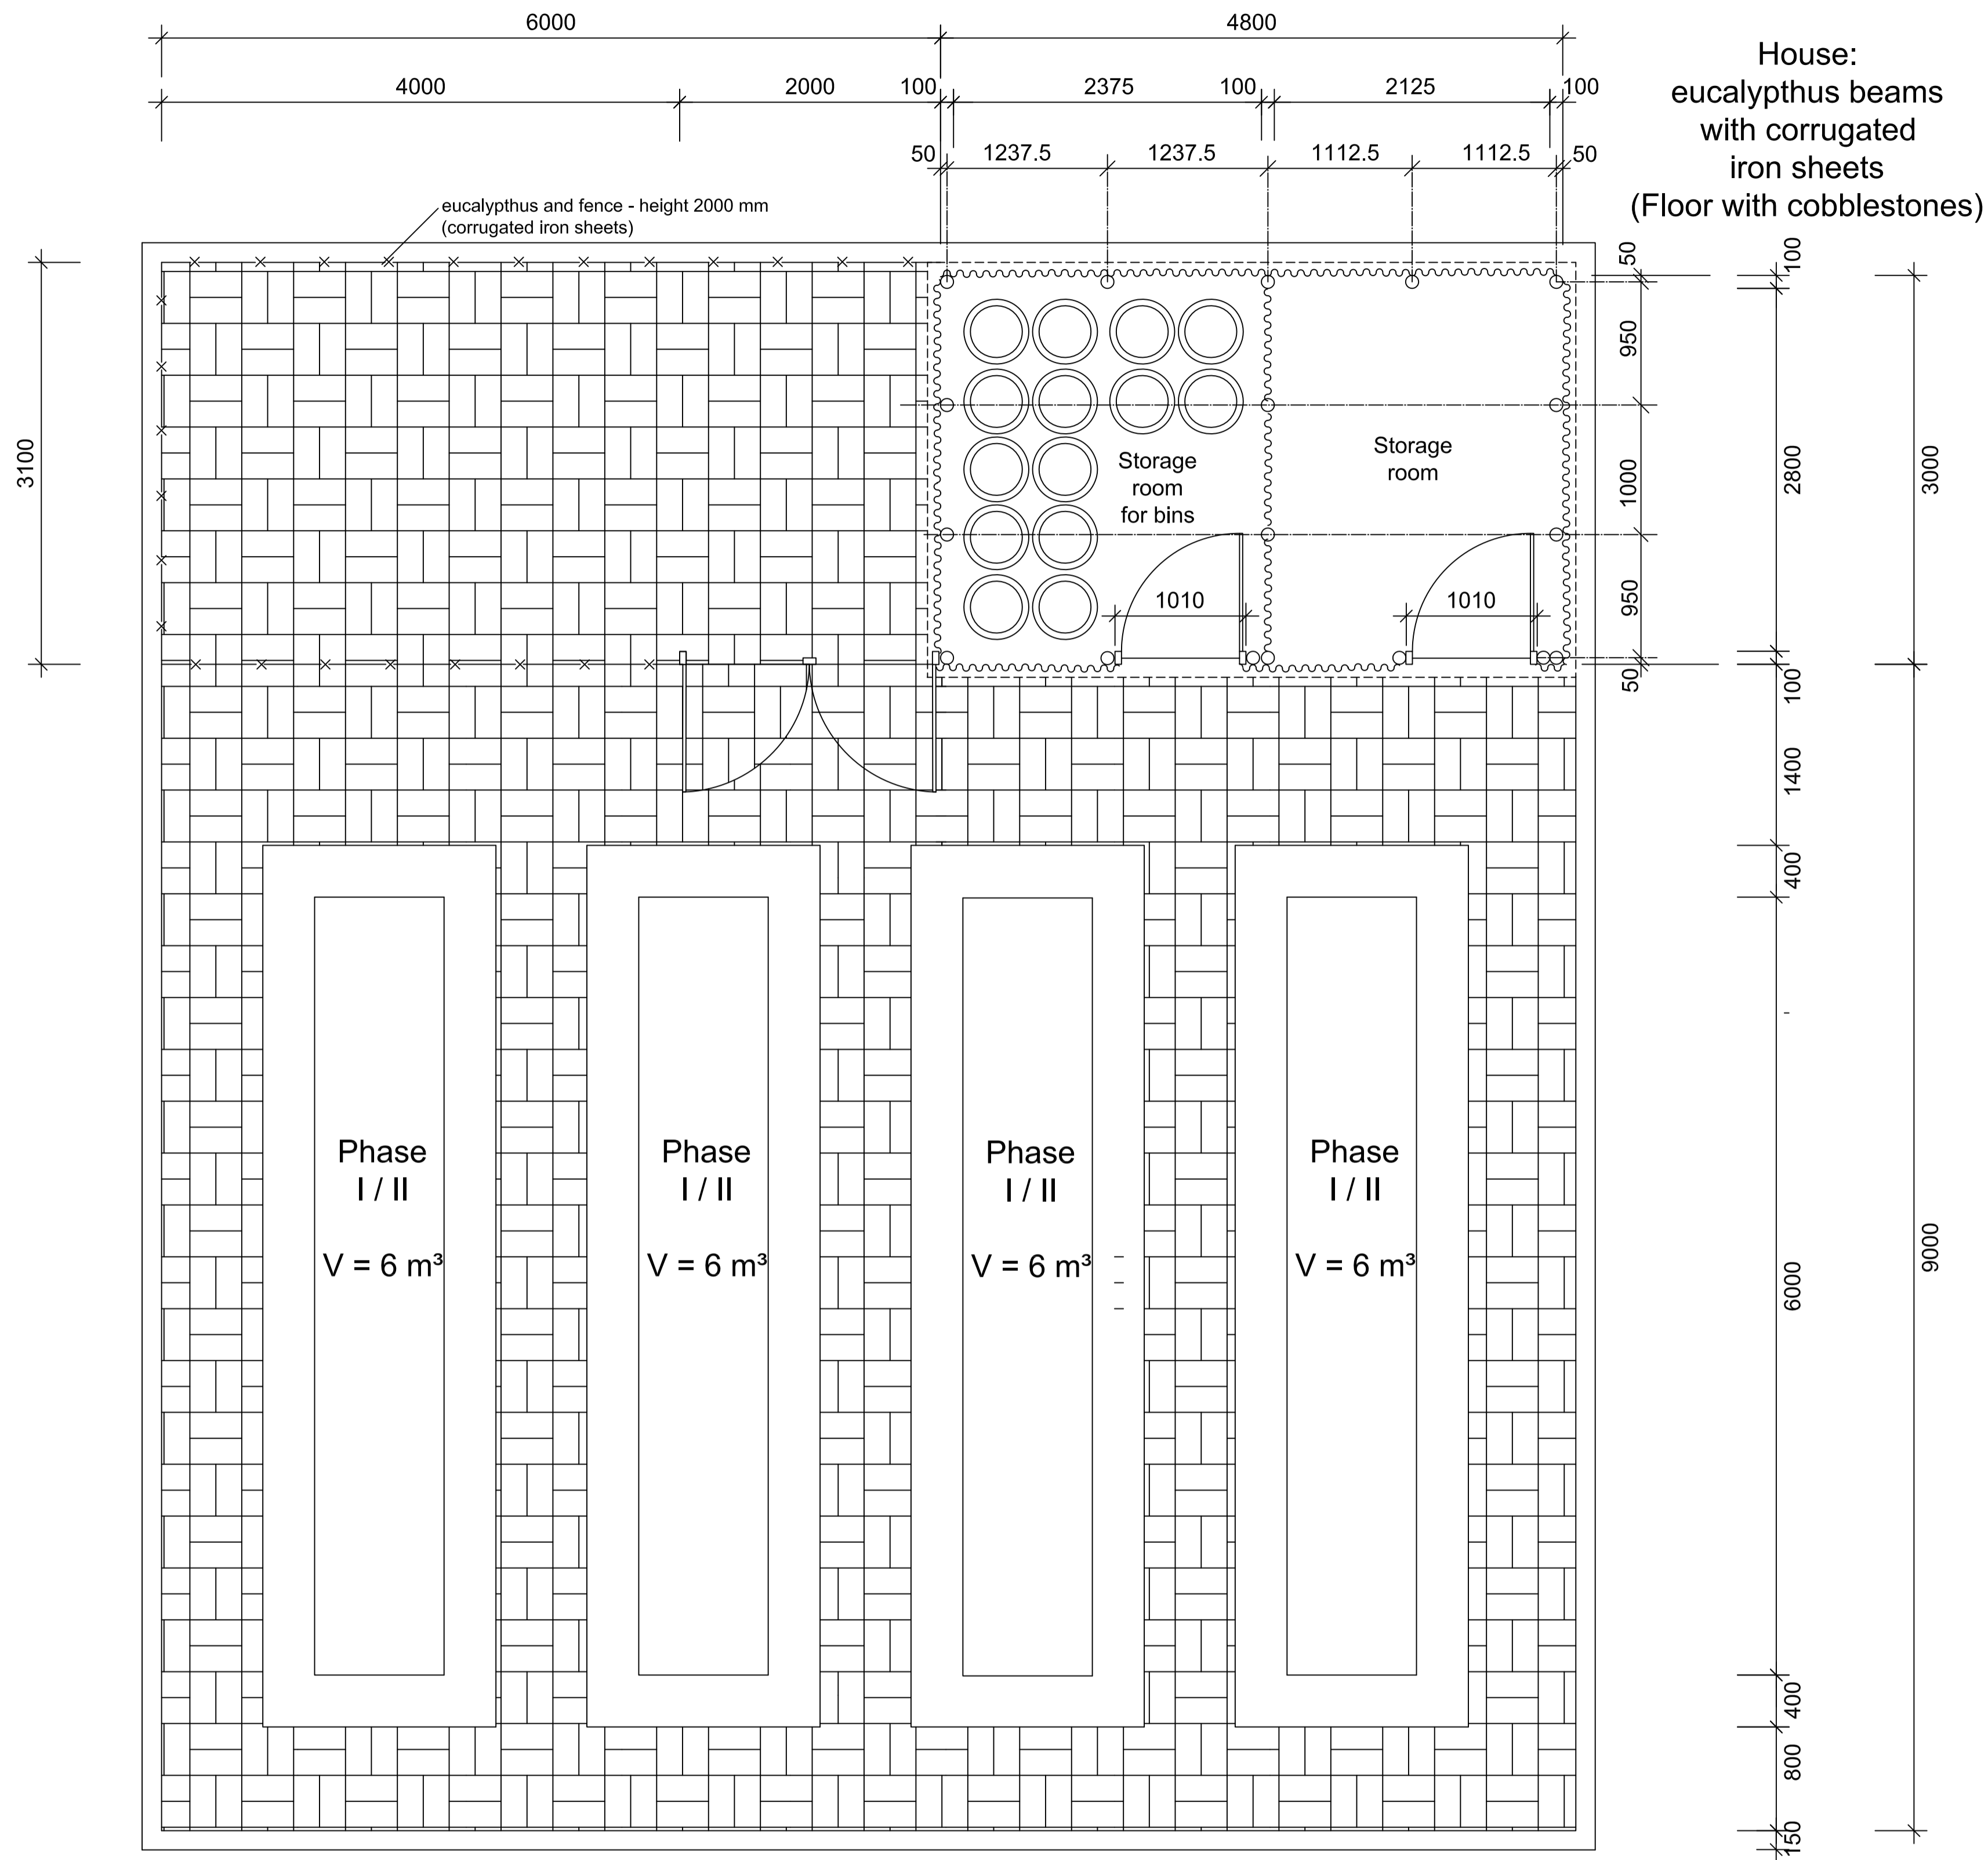 6000
4800
4000
2000
100
2375
100
2125
100
50
1237.5
1237.5
1112.5
1112.5
50
House:
eucalypthus beams
with corrugated
iron sheets
(Floor with cobblestones)
eucalypthus and fence - height 2000 mm
(corrugated iron sheets)
3100
Storage
room
for bins
Storage
room
1010
1010
50
950
1000
950
50
100
2800
100
1400
400
6000
400
800
150
3000
9000
Phase
I / II
V = 6 m³
Phase
I / II
V = 6 m³
Phase
I / II
V = 6 m³
Phase
I / II
V = 6 m³